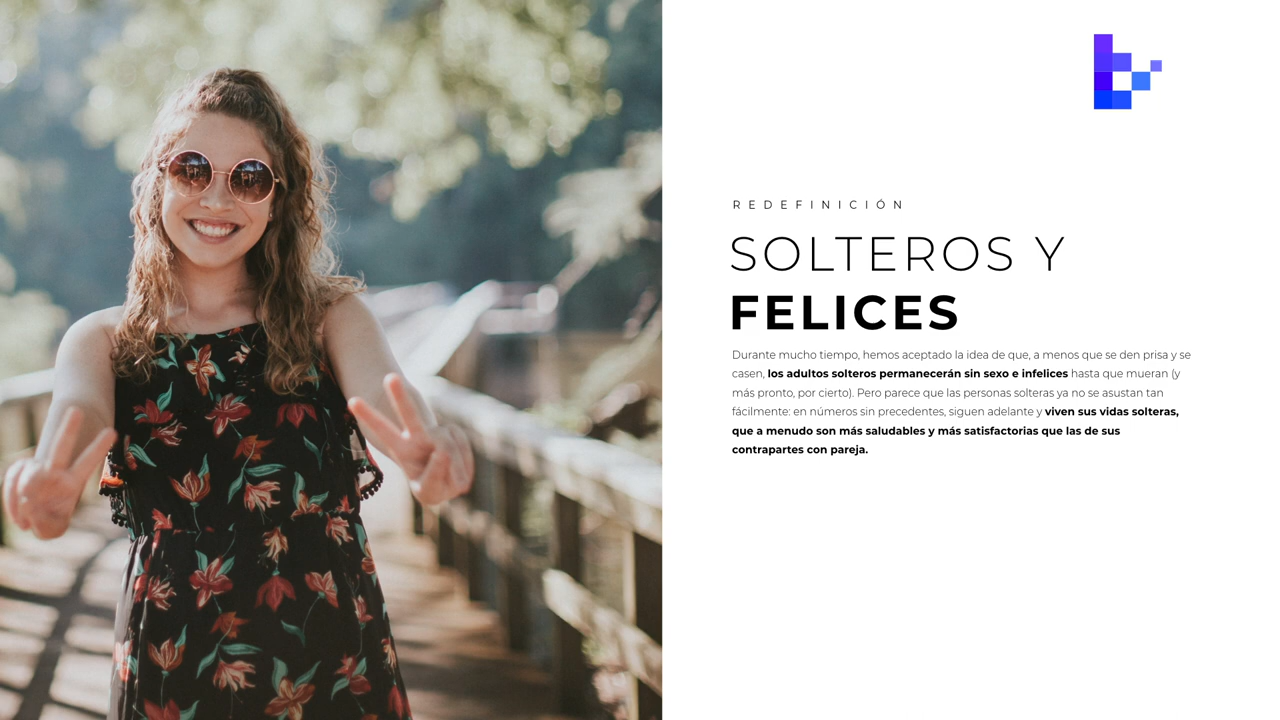 REDEFINICIÓN
SOLTEROS Y
FELICES
Durante mucho tiempo, hemos aceptado la idea de que, a menos que se den prisa y se
casen, los adultos solteros permanecerán sin sexo e infelices hasta que mueran (y
más pronto, por cierto). Pero parece que las personas solteras ya no se asustan tan
fácilmente: en números sin precedentes, siguen adelante y viven sus vidas solteras,
que a menudo son más saludables y más satisfactorias que las de sus
contrapartes con pareja.